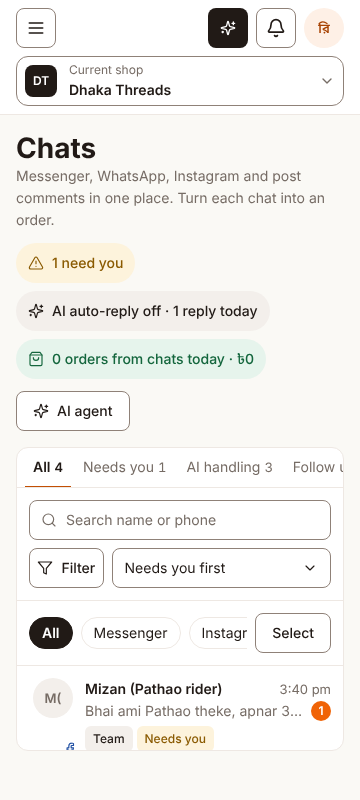 রি
DT
Current shop
Dhaka Threads
Chats
Messenger, WhatsApp, Instagram and post
comments in one place. Turn each chat into an
order.
1 need you
AI auto-reply off · 1 reply today
0 orders from chats today · ৳0
AI agent
All 4 Needs you 1 AI handling 3 Follow u
Search name or phone
Filter Needs you first
All Messenger Instagr Select
M( Mizan (Pathao rider) 3:40 pm
Bhai ami Pathao theke, apnar 3... 1
Team Needs you